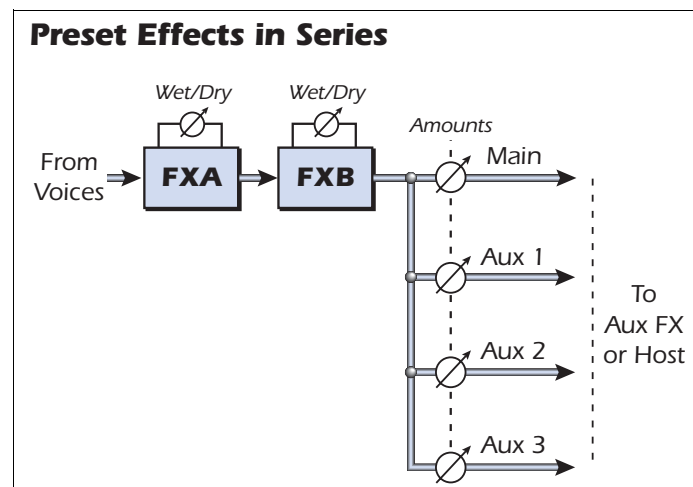 Preset Effects in Series
Wet/Dry
Wet/Dry
Amounts
From
Voices
FXA
FXB
Main
Aux 1
Aux 2
Aux 3
To
Aux FX
or Host